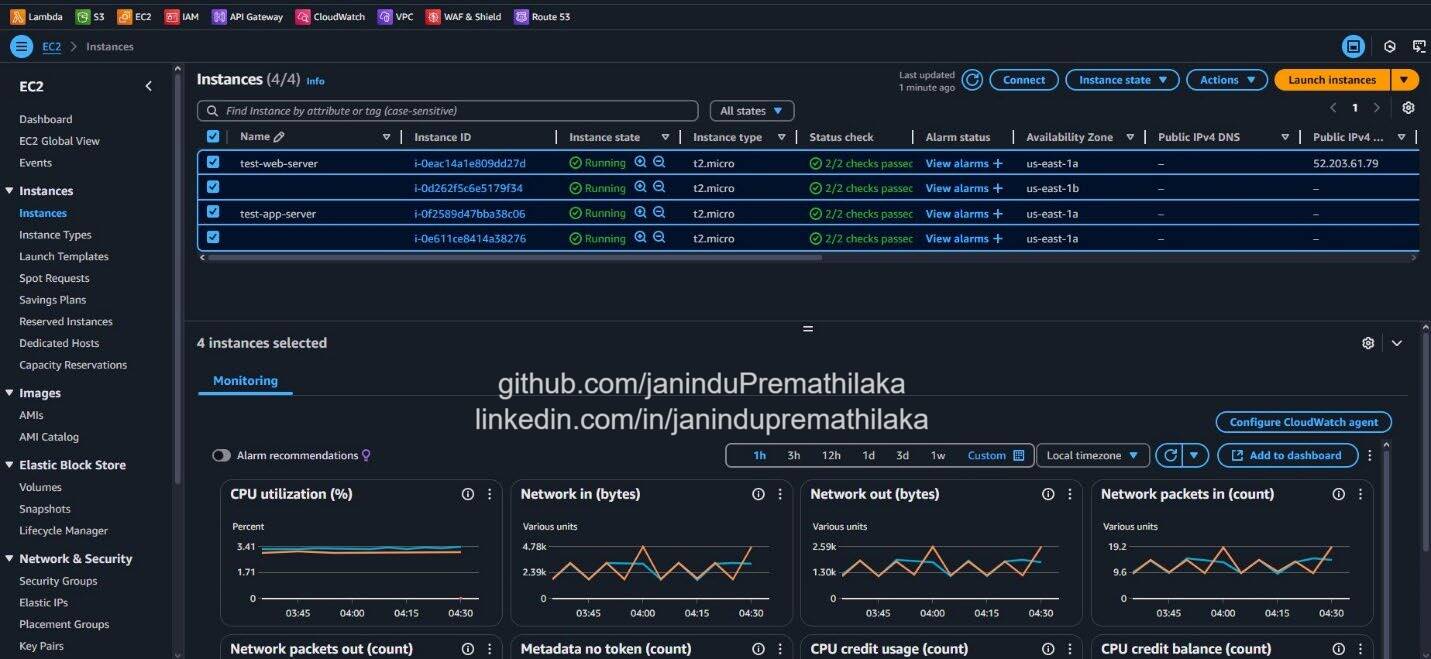 Lambda S3 EC2 IAM API Gateway CloudWatch VPC WAF & Shield Route 53
EC2 > Instances
EC2
Dashboard
EC2 Global View
Events
Instances
Instances
Instance Types
Launch Templates
Spot Requests
Savings Plans
Reserved Instances
Dedicated Hosts
Capacity Reservations
Images
AMIs
AMI Catalog
Elastic Block Store
Volumes
Snapshots
Lifecycle Manager
Network & Security
Security Groups
Elastic IPs
Placement Groups
Key Pairs
Instances (4/4) Info
Last updated
1 minute ago
Connect Instance state Actions Launch instances
Find Instance by attribute or tag (case-sensitive) All states 1
Name Instance ID Instance state Instance type Status check Alarm status Availability Zone Public IPv4 DNS Public IPv4 ...
test-web-server i-0eac14a1e809dd27d Running t2.micro 2/2 checks passec View alarms + us-east-1a – 52.203.61.79
i-0d262f5c6e5179f34 Running t2.micro 2/2 checks passec View alarms + us-east-1b – –
test-app-server i-0f2589d47bba38c06 Running t2.micro 2/2 checks passec View alarms + us-east-1a – –
i-0e611ce8414a38276 Running t2.micro 2/2 checks passec View alarms + us-east-1a – –
4 instances selected
Monitoring
github.com/janinduPremathilaka
linkedin.com/in/janindupremathilaka
Configure CloudWatch agent
Alarm recommendations 1h 3h 12h 1d 3d 1w Custom Local timezone Add to dashboard
CPU utilization (%)
Percent
3.41
1.71
0
03:45 04:00 04:15 04:30
Network in (bytes)
Various units
4.78k
2.39k
0
03:45 04:00 04:15 04:30
Network out (bytes)
Various units
2.59k
1.30k
0
03:45 04:00 04:15 04:30
Network packets in (count)
Various units
19.2
9.6
0
03:45 04:00 04:15 04:30
Network packets out (count) Metadata no token (count) CPU credit usage (count) CPU credit balance (count)